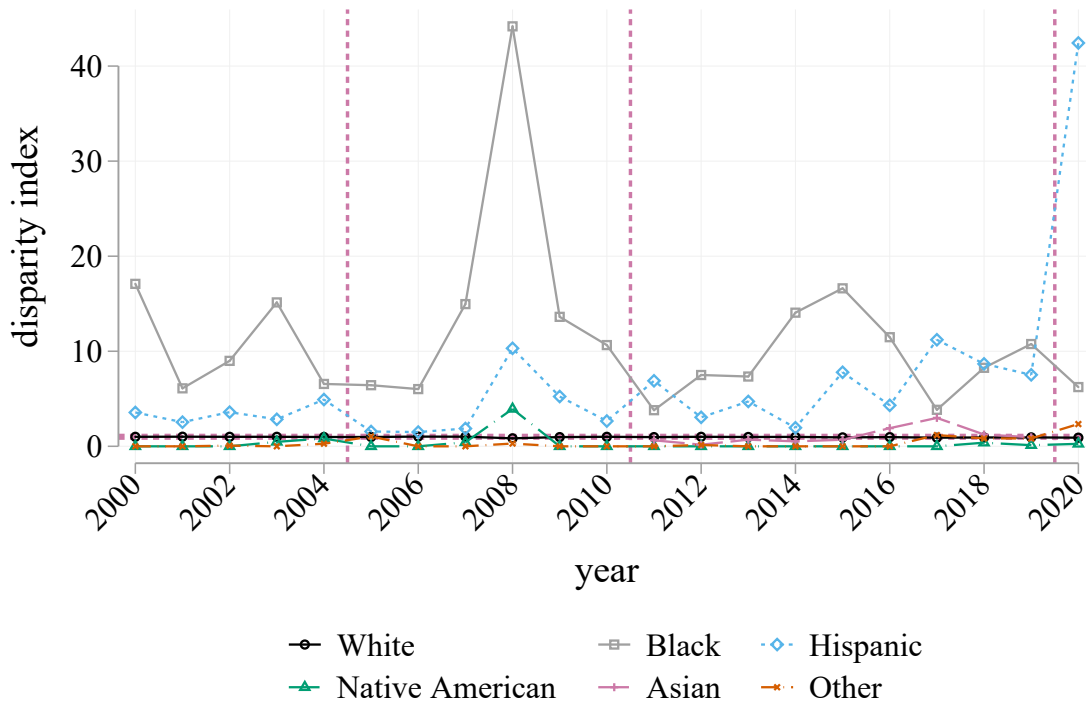 disparity index
40
30
20
10
0
2000 2002 2004 2006 2008 2010 2012 2014 2016 2018 2020
year
White Black Hispanic
Native American Asian Other